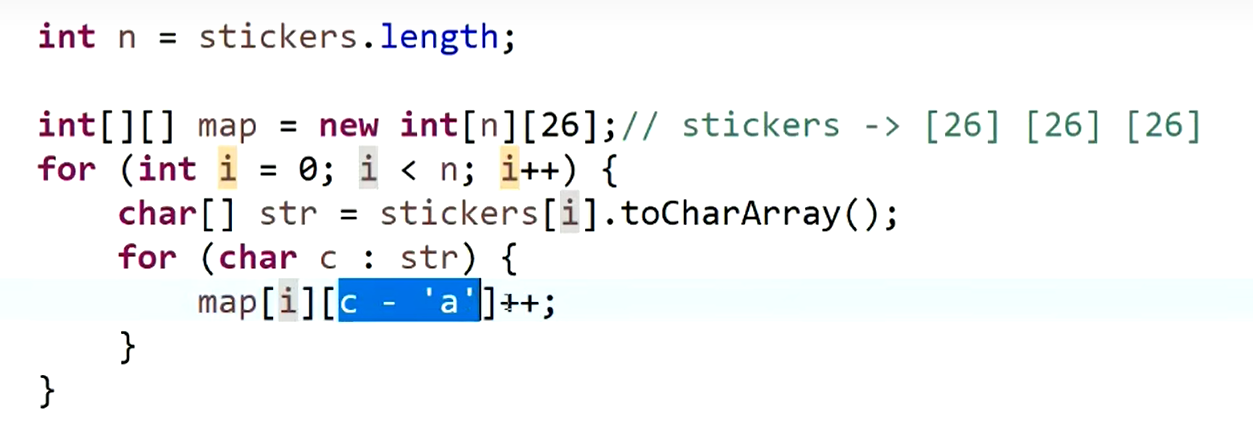 int n = stickers.length;
int[][] map = new int[n][26];// stickers -> [26] [26] [26]
for (int i = 0; i < n; i++) {
char[] str = stickers[i].toCharArray();
for (char c : str) {
map[i][c - 'a']++;
}
}